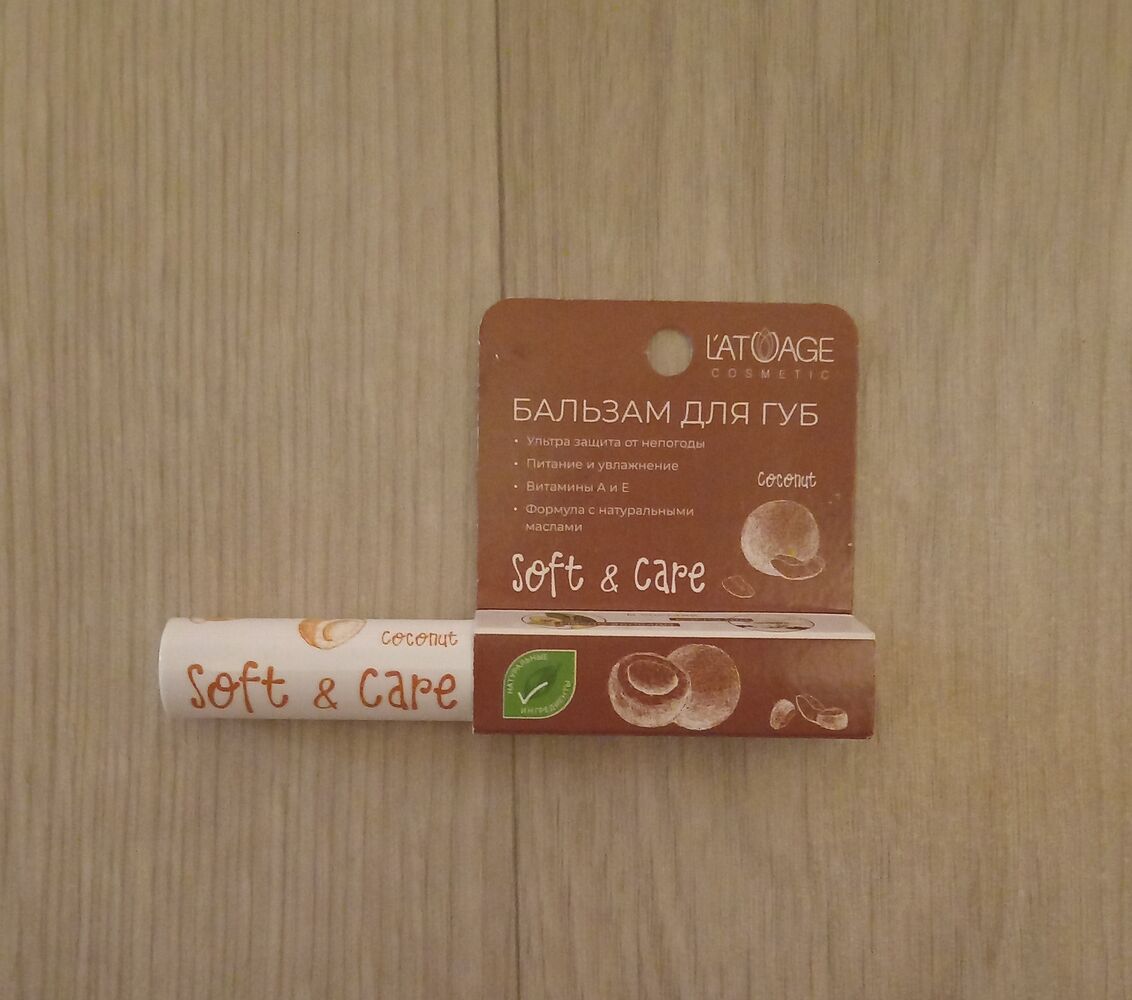 L'ATUAGE
COSMETIC
БАЛЬЗАМ ДЛЯ ГУБ
• Ультра защита от непогоды
• Питание и увлажнение
• Витамины А и Е
• Формула с натуральными
маслами
Coconut
Soft & Care
Coconut
Soft & Care
НАТУРАЛЬНЫЕ
ИНГРЕДИЕНТЫ